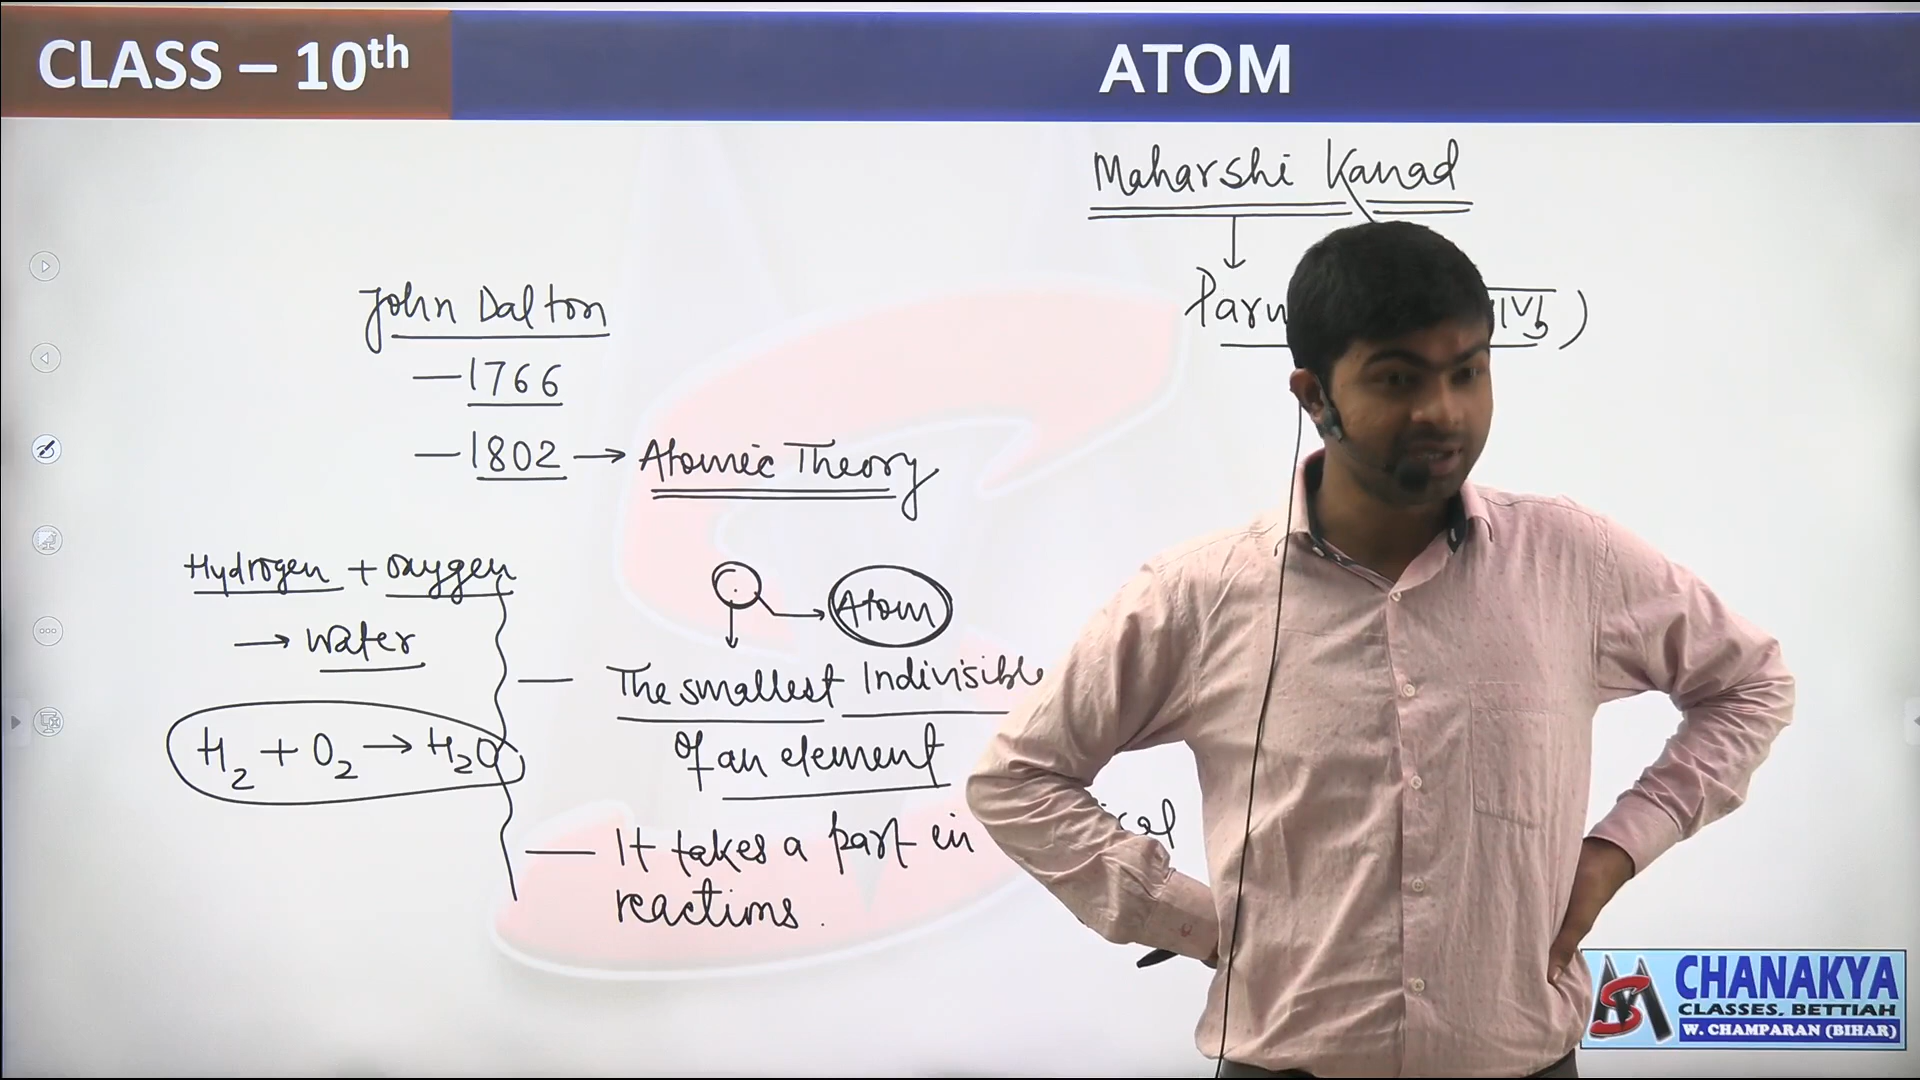 CLASS – 10th
ATOM
Maharshi Kanad
John Dalton
— 1766
— 1802 → Atomic Theory
Hydrogen + Oxygen
→ Water
H2 + O2 → H2O
Atom
— The smallest Indivisible
of an element
— It takes a part in
reactions.
CHANAKYA
CLASSES, BETTIAH
W. CHAMPARAN (BIHAR)